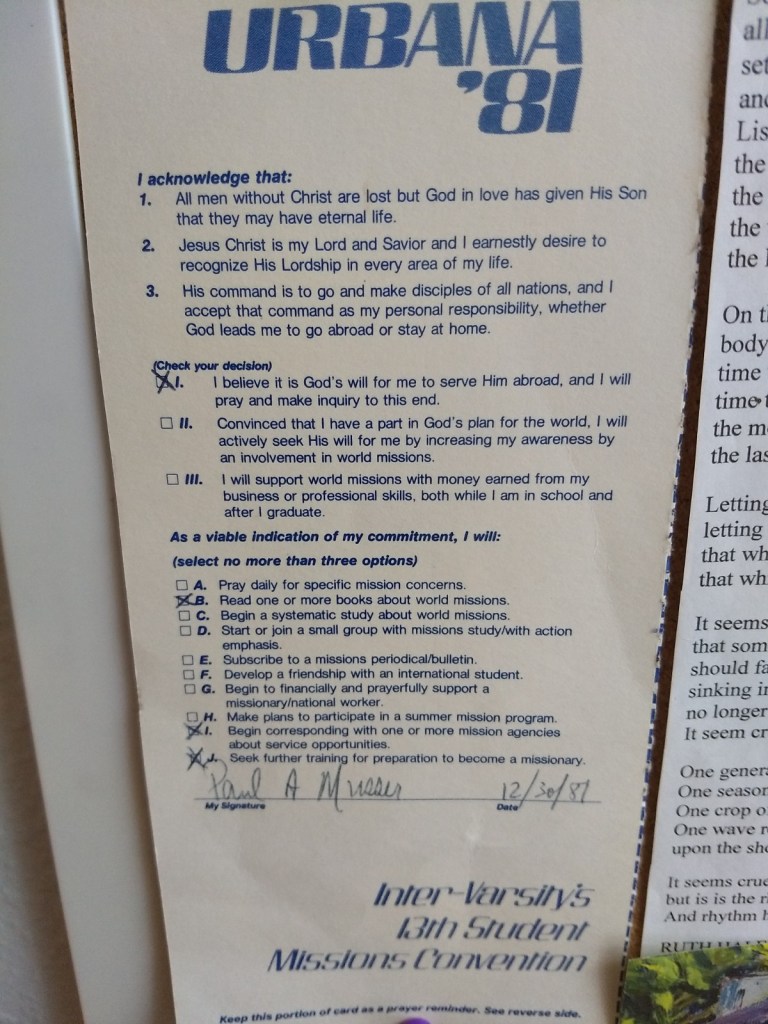 URBANA
'81
I acknowledge that:
1. All men without Christ are lost but God in love has given His Son
that they may have eternal life.
2. Jesus Christ is my Lord and Savior and I earnestly desire to
recognize His Lordship in every area of my life.
3. His command is to go and make disciples of all nations, and I
accept that command as my personal responsibility, whether
God leads me to go abroad or stay at home.
(Check your decision)
I. I believe it is God's will for me to serve Him abroad, and I will
pray and make inquiry to this end.
II. Convinced that I have a part in God's plan for the world, I will
actively seek His will for me by increasing my awareness by
an involvement in world missions.
III. I will support world missions with money earned from my
business or professional skills, both while I am in school and
after I graduate.
As a viable indication of my commitment, I will:
(select no more than three options)
A. Pray daily for specific mission concerns.
B. Read one or more books about world missions.
C. Begin a systematic study about world missions.
D. Start or join a small group with missions study/with action
emphasis.
E. Subscribe to a missions periodical/bulletin.
F. Develop a friendship with an international student.
G. Begin to financially and prayerfully support a
missionary/national worker.
H. Make plans to participate in a summer mission program.
I. Begin corresponding with one or more mission agencies
about service opportunities.
J. Seek further training for preparation to become a missionary.
Paul A Musser 12/30/81
My Signature Date
Inter-Varsity's
13th Student
Missions Convention
Keep this portion of card as a prayer reminder. See reverse side.
all
set
and
Lis
the
the
the
the
On t
body
time
time t
the m
the las
Letting
letting
that wh
that wh
It seems
that som
should fa
sinking i
no longer
It seem cr
One genera
One season
One crop o
One wave r
upon the sh
It seems crue
but is is the r
And rhythm